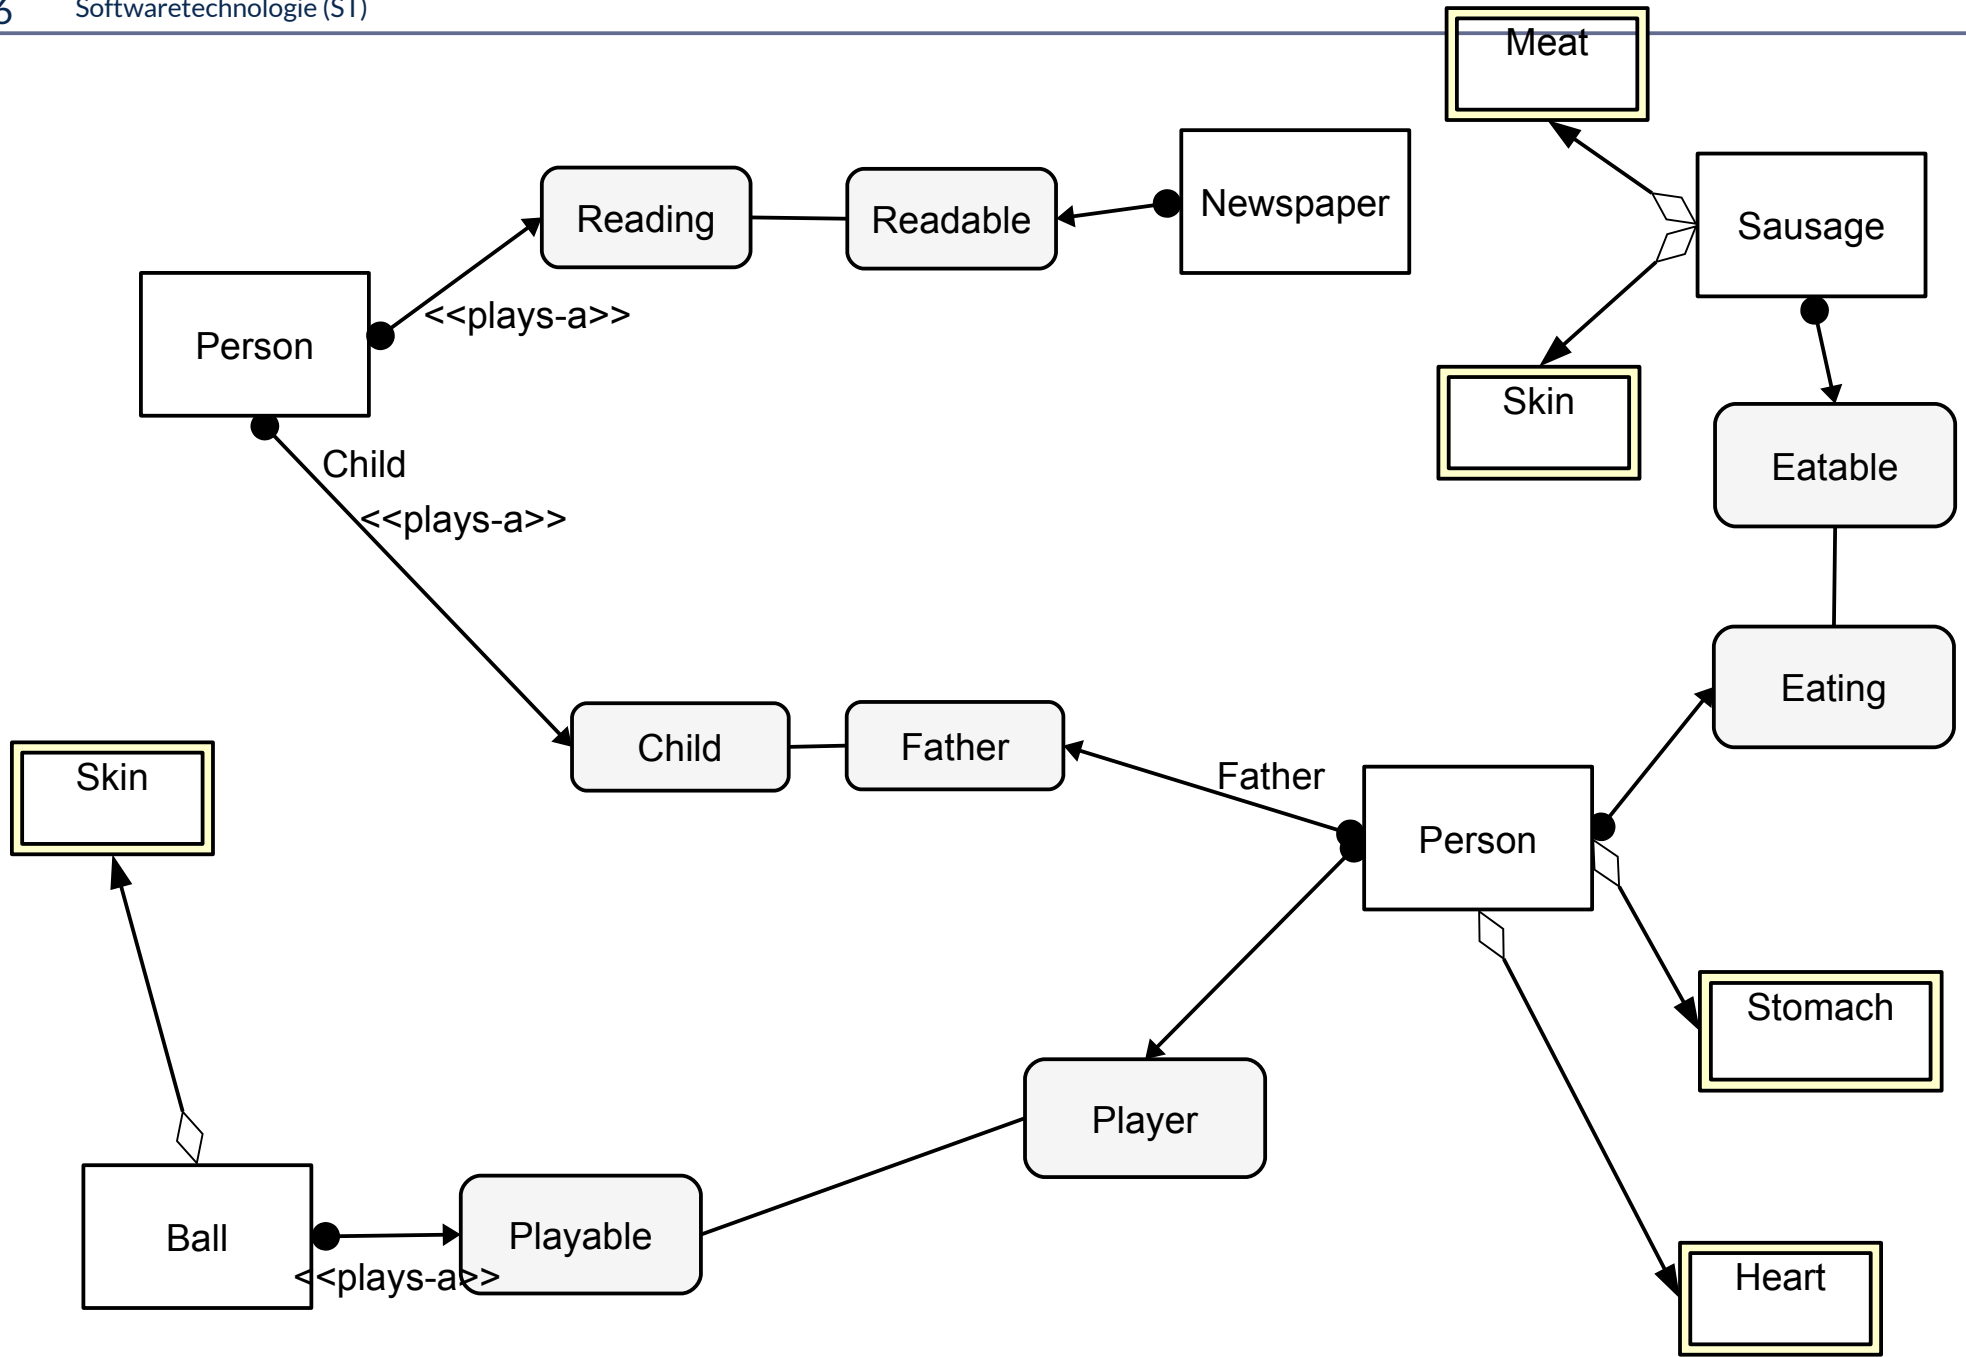 6 Softwaretechnologie (ST)
Meat
Reading
Readable
Newspaper
Sausage
<<plays-a>>
Person
Skin
Child
Eatable
<<plays-a>>
Eating
Child
Father
Father
Skin
Person
Stomach
Player
Ball
Playable
<<plays-a>>
Heart